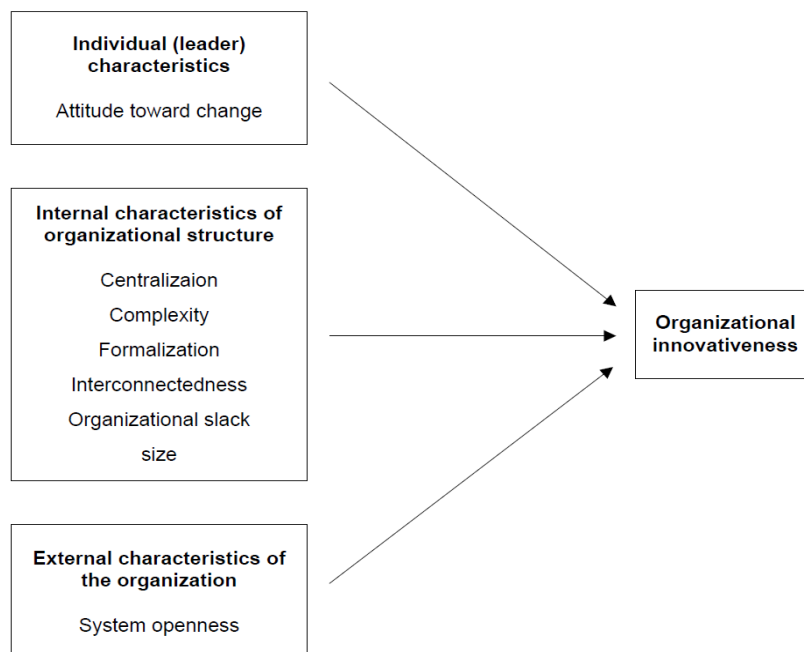 Individual (leader)
characteristics
Attitude toward change
Internal characteristics of
organizational structure
Centralizaion
Complexity
Formalization
Interconnectedness
Organizational slack
size
External characteristics of
the organization
System openness
Organizational
innovativeness